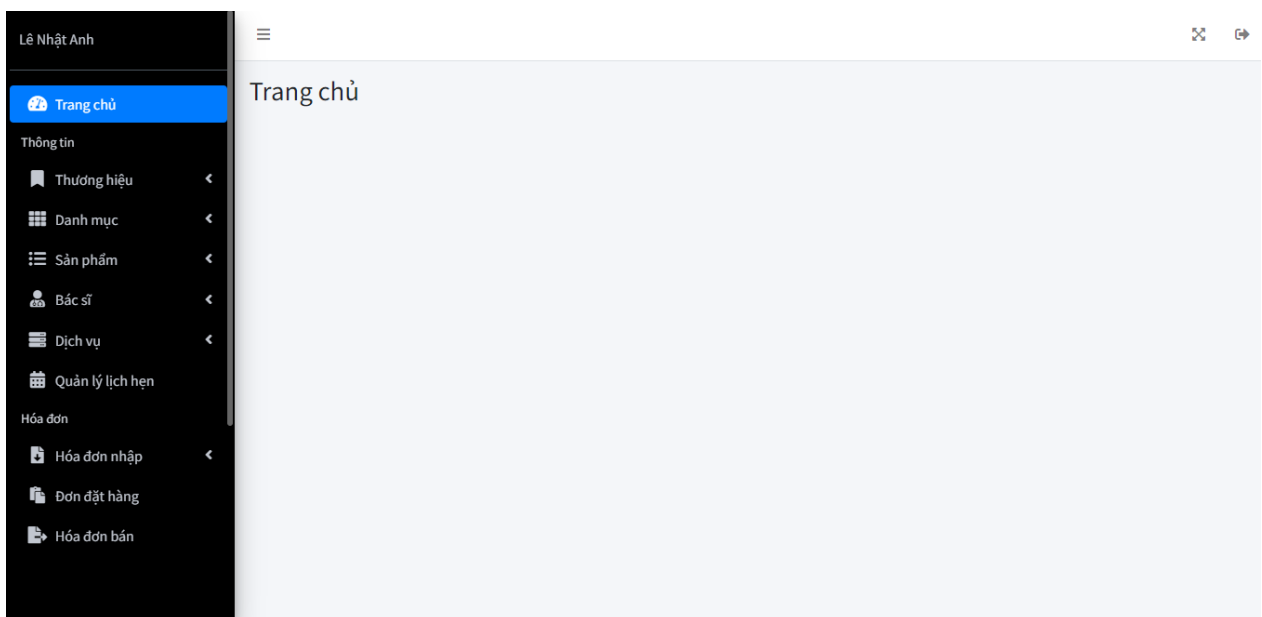 Lê Nhật Anh
Trang chủ
Trang chủ
Thông tin
Thương hiệu
Danh mục
Sản phẩm
Bác sĩ
Dịch vụ
Quản lý lịch hẹn
Hóa đơn
Hóa đơn nhập
Đơn đặt hàng
Hóa đơn bán